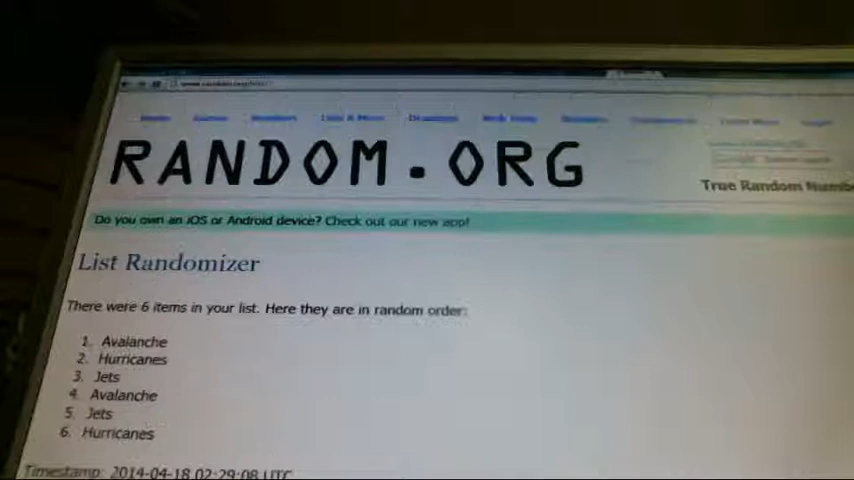 RANDOM.ORG
True Random Numbe
Do you own an iOS or Android device? Check out our new app!
List Randomizer
There were 6 items in your list. Here they are in random order:
1. Avalanche
2. Hurricanes
3. Jets
4. Avalanche
5. Jets
6. Hurricanes
Timestamp: 2014-04-18 02:29:08 UTC